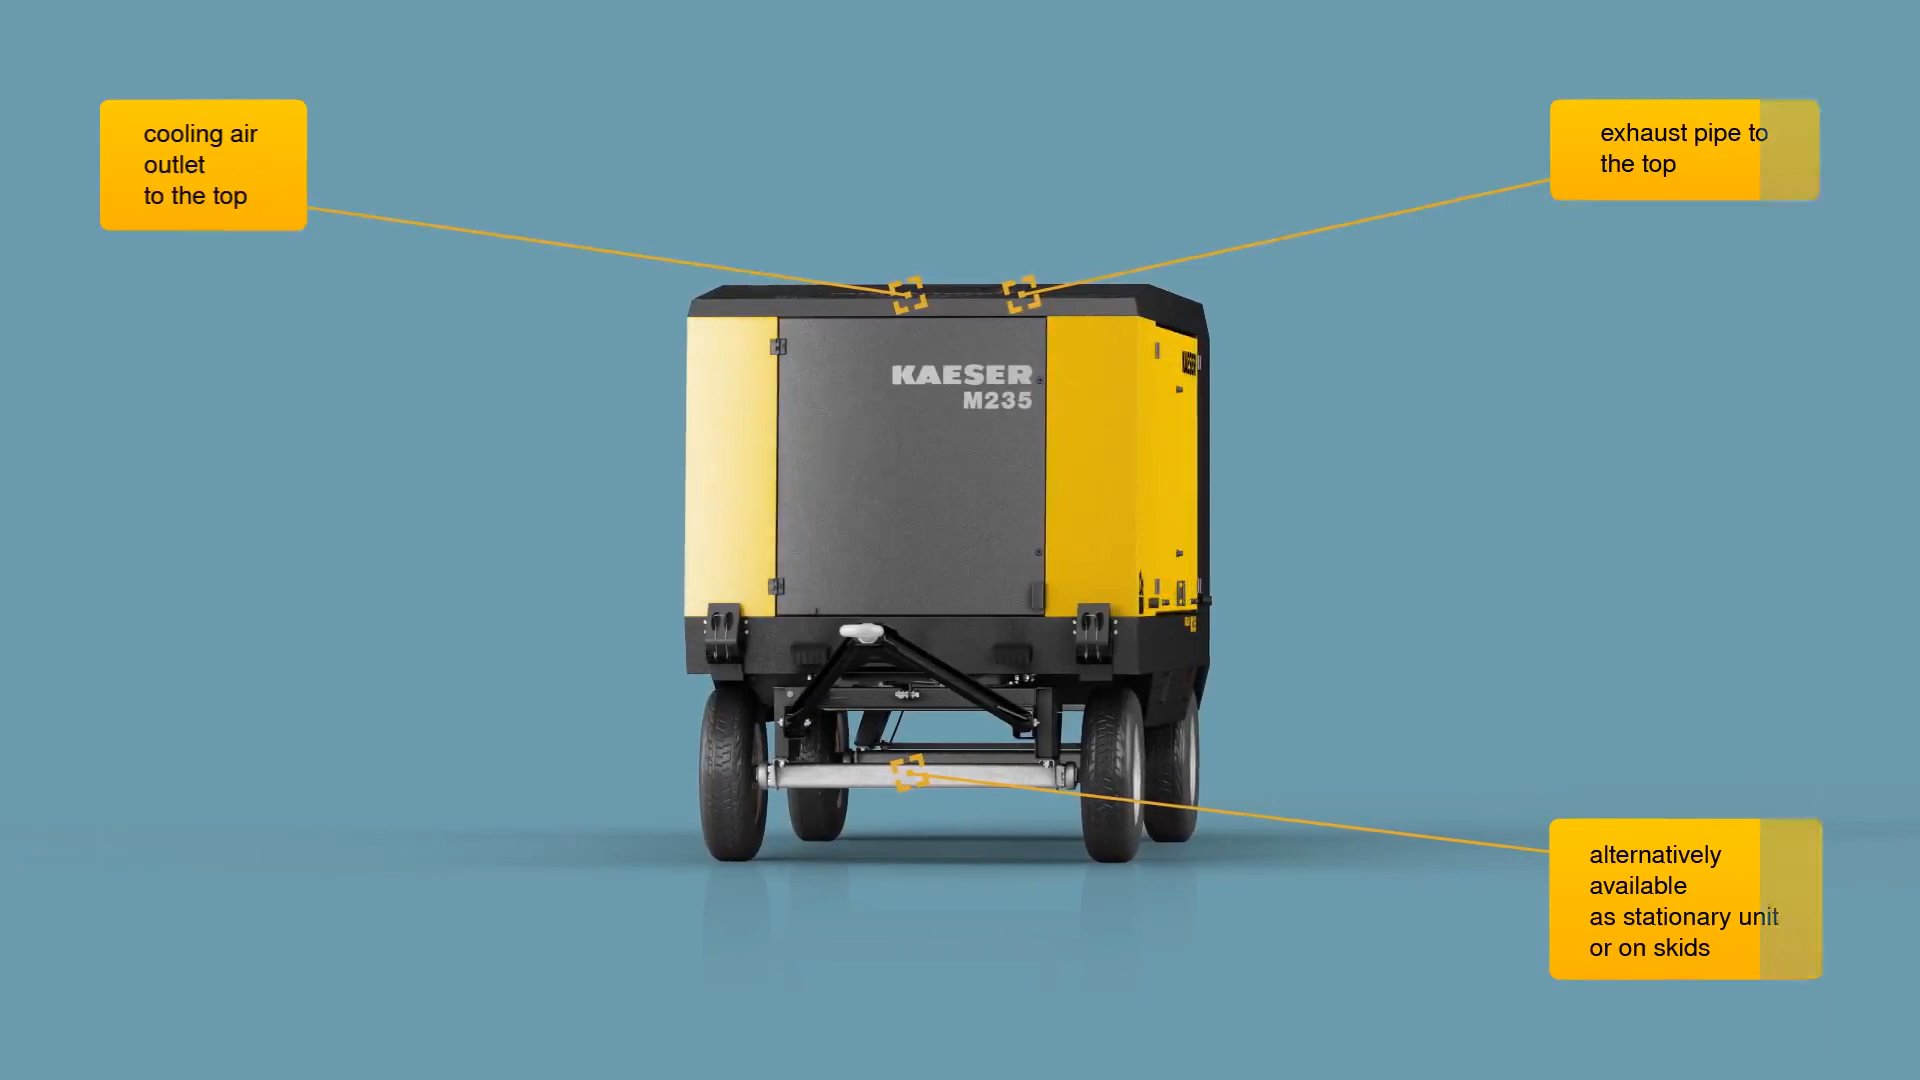 cooling air
outlet
to the top
exhaust pipe to
the top
KAESER
M235
KAESER
alternatively
available
as stationary unit
or on skids